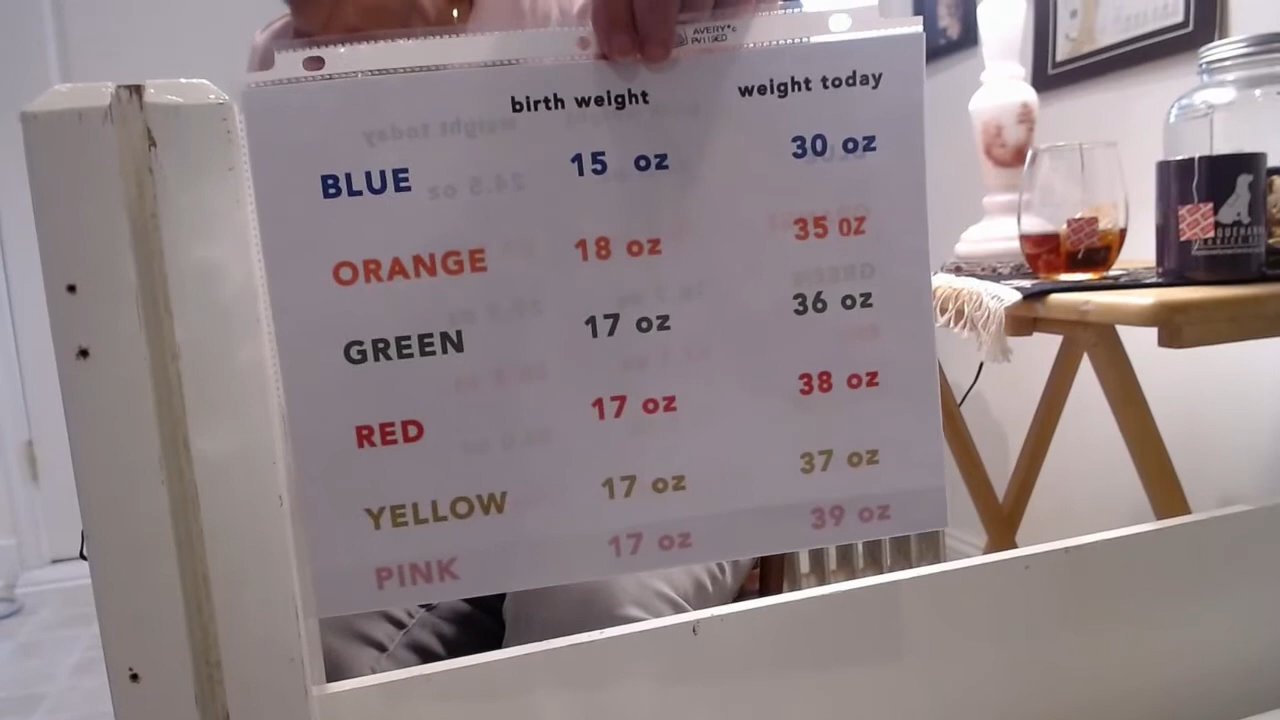 AVERY®
PV119ED
birth weight weight today
BLUE 15 oz 30 oz
ORANGE 18 oz 35 oz
GREEN 17 oz 36 oz
RED 17 oz 38 oz
YELLOW 17 oz 37 oz
PINK 17 oz 39 oz